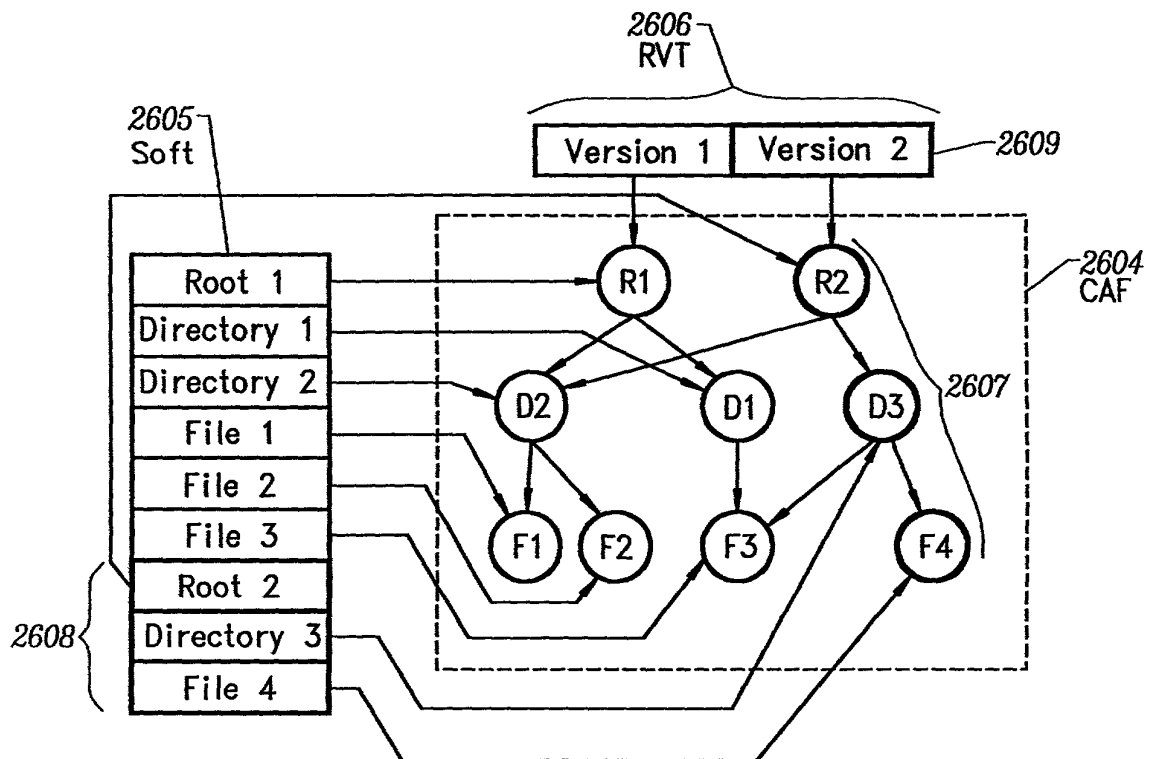 2606
RVT
2605
Soft
Version 1 Version 2
2609
2604
CAF
Root 1
Directory 1
Directory 2
File 1
File 2
File 3
Root 2
Directory 3
File 4
2608
R1 R2
D2 D1 D3
2607
F1 F2 F3 F4